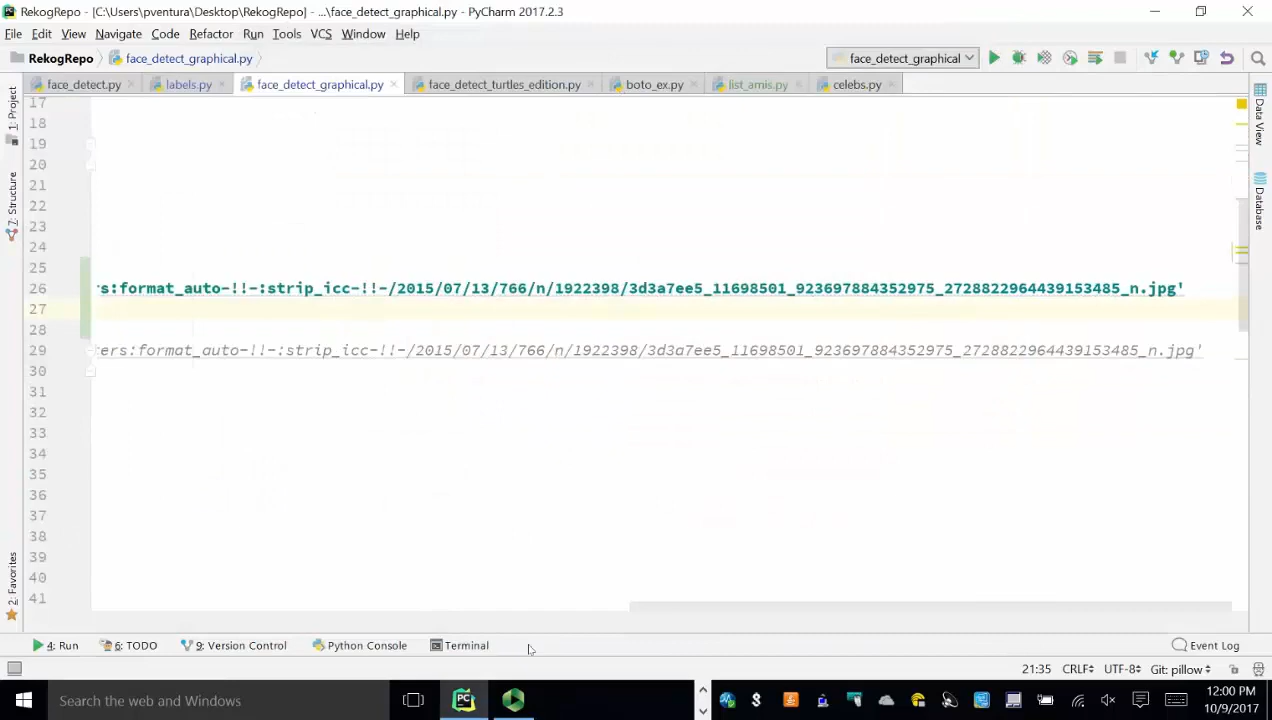 RekogRepo - [C:\Users\pventura\Desktop\RekogRepo] - ...\face_detect_graphical.py - PyCharm 2017.2.3
File Edit View Navigate Code Refactor Run Tools VCS Window Help
RekogRepo face_detect_graphical.py face_detect_graphical
face_detect.py labels.py face_detect_graphical.py face_detect_turtles_edition.py boto_ex.py list_amis.py celebs.py
1: Project
7: Structure
2: Favorites
17
18
19
20
21
22
23
24
25
26 's:format_auto-!!-:strip_icc-!!-/2015/07/13/766/n/1922398/3d3a7ee5_11698501_923697884352975_2728822964439153485_n.jpg'
27
28
29 ters:format_auto-!!-:strip_icc-!!-/2015/07/13/766/n/1922398/3d3a7ee5_11698501_923697884352975_2728822964439153485_n.jpg'
30
31
32
33
34
35
36
37
38
39
40
41
Data View
Database
4: Run 6: TODO 9: Version Control Python Console Terminal Event Log
21:35 CRLF UTF-8 Git: pillow
Search the web and Windows
PC
12:00 PM
10/9/2017